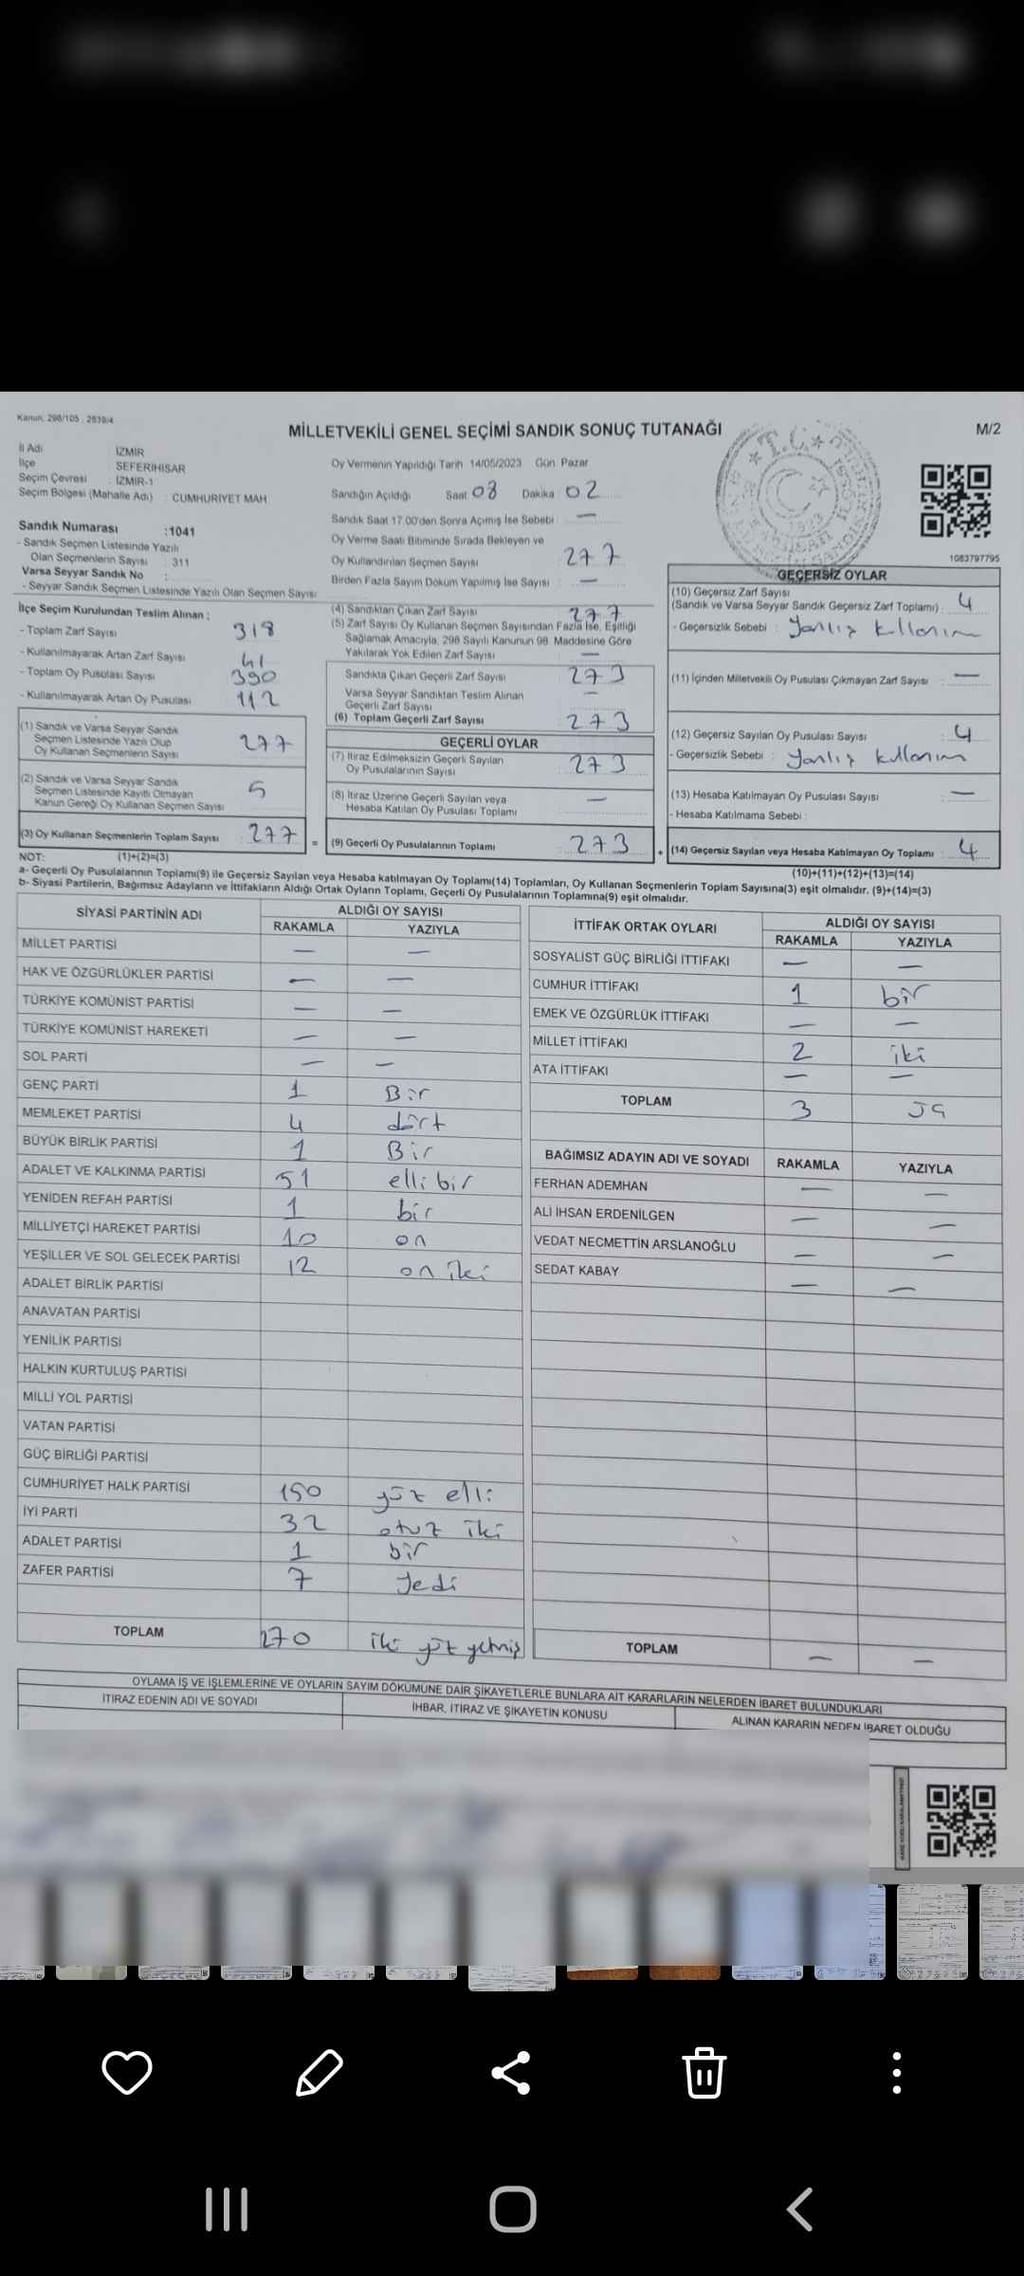 Kanun, 298/105 , 2839/4
MİLLETVEKİLİ GENEL SEÇİMİ SANDIK SONUÇ TUTANAĞI
M/2
İl Adı İZMİR
İlçe SEFERİHİSAR
Seçim Çevresi : İZMİR-1
Seçim Bölgesi (Mahalle Adı) : CUMHURİYET MAH
Oy Vermenin Yapıldığı Tarih 14/05/2023 Gün Pazar
Sandığın Açıldığı Saat 08 Dakika 02
Sandık Saat 17.00'den Sonra Açımış İse Sebebi —
Oy Verme Saati Bitiminde Sırada Bekleyen ve
Oy Kullandırılan Seçmen Sayısı 277
Birden Fazla Sayım Döküm Yapılmış İse Sayısı —
T.C.
1083797795
Sandık Numarası :1041
- Sandık Seçmen Listesinde Yazılı
Olan Seçmenlerin Sayısı : 311
Varsa Seyyar Sandık No :
- Seyyar Sandık Seçmen Listesinde Yazılı Olan Seçmen Sayısı
İlçe Seçim Kurulundan Teslim Alınan :
- Toplam Zarf Sayısı 318
- Kullanılmayarak Artan Zarf Sayısı 41
- Toplam Oy Pusulası Sayısı 390
- Kullanılmayarak Artan Oy Pusulası 112
(1) Sandık ve Varsa Seyyar Sandık
Seçmen Listesinde Yazılı Olup
Oy Kullanan Seçmenlerin Sayısı 277
(2) Sandık ve Varsa Seyyar Sandık
Seçmen Listesinde Kayıtlı Olmayan
Kanun Gereği Oy Kullanan Seçmen Sayısı 5
(3) Oy Kullanan Seçmenlerin Toplam Sayısı 277 =
(1)+(2)=(3)
(4) Sandıktan Çıkan Zarf Sayısı 277
(5) Zarf Sayısı Oy Kullanan Seçmen Sayısından Fazla İse, Eşitliği
Sağlamak Amacıyla, 298 Sayılı Kanunun 98. Maddesine Göre
Yakılarak Yok Edilen Zarf Sayısı —
Sandıkta Çıkan Geçerli Zarf Sayısı 273
Varsa Seyyar Sandıktan Teslim Alınan
Geçerli Zarf Sayısı —
(6) Toplam Geçerli Zarf Sayısı 273
GEÇERLİ OYLAR
(7) İtiraz Edilmeksizin Geçerli Sayılan
Oy Pusulalarının Sayısı 273
(8) İtiraz Üzerine Geçerli Sayılan veya
Hesaba Katılan Oy Pusulası Toplamı —
(9) Geçerli Oy Pusulalarının Toplamı 273 +
GEÇERSİZ OYLAR
(10) Geçersiz Zarf Sayısı
(Sandık ve Varsa Seyyar Sandık Geçersiz Zarf Toplamı) : 4
- Geçersizlik Sebebi : Yanlış kullanım
(11) İçinden Milletvekili Oy Pusulası Çıkmayan Zarf Sayısı : —
(12) Geçersiz Sayılan Oy Pusulası Sayısı : 4
- Geçersizlik Sebebi : Yanlış kullanım
(13) Hesaba Katılmayan Oy Pusulası Sayısı : —
- Hesaba Katılmama Sebebi :
(14) Geçersiz Sayılan veya Hesaba Katılmayan Oy Toplamı : 4
(10)+(11)+(12)+(13)=(14)
NOT:
a- Geçerli Oy Pusulalarının Toplamı(9) ile Geçersiz Sayılan veya Hesaba katılmayan Oy Toplamı(14) Toplamları, Oy Kullanan Seçmenlerin Toplam Sayısına(3) eşit olmalıdır. (9)+(14)=(3)
b- Siyasi Partilerin, Bağımsız Adayların ve İttifakların Aldığı Ortak Oyların Toplamı, Geçerli Oy Pusulalarının Toplamına(9) eşit olmalıdır.
SİYASİ PARTİNİN ADI ALDIĞI OY SAYISI
RAKAMLA YAZIYLA
MİLLET PARTİSİ — —
HAK VE ÖZGÜRLÜKLER PARTİSİ — —
TÜRKİYE KOMÜNİST PARTİSİ — —
TÜRKİYE KOMÜNİST HAREKETİ — —
SOL PARTİ — —
GENÇ PARTİ 1 Bir
MEMLEKET PARTİSİ 4 dört
BÜYÜK BİRLİK PARTİSİ 1 Bir
ADALET VE KALKINMA PARTİSİ 51 elli bir
YENİDEN REFAH PARTİSİ 1 bir
MİLLİYETÇİ HAREKET PARTİSİ 10 on
YEŞİLLER VE SOL GELECEK PARTİSİ 12 on iki
ADALET BİRLİK PARTİSİ
ANAVATAN PARTİSİ
YENİLİK PARTİSİ
HALKIN KURTULUŞ PARTİSİ
MİLLİ YOL PARTİSİ
VATAN PARTİSİ
GÜÇ BİRLİĞİ PARTİSİ
CUMHURİYET HALK PARTİSİ 150 yüz elli
İYİ PARTİ 32 otuz iki
ADALET PARTİSİ 1 bir
ZAFER PARTİSİ 7 Yedi
TOPLAM 270 iki yüz yetmiş
İTTİFAK ORTAK OYLARI ALDIĞI OY SAYISI
RAKAMLA YAZIYLA
SOSYALİST GÜÇ BİRLİĞİ İTTİFAKI — —
CUMHUR İTTİFAKI 1 bir
EMEK VE ÖZGÜRLÜK İTTİFAKI — —
MİLLET İTTİFAKI 2 iki
ATA İTTİFAKI — —
TOPLAM 3
BAĞIMSIZ ADAYIN ADI VE SOYADI RAKAMLA YAZIYLA
FERHAN ADEMHAN — —
ALİ İHSAN ERDENİLGEN — —
VEDAT NECMETTİN ARSLANOĞLU — —
SEDAT KABAY — —
TOPLAM — —
OYLAMA İŞ VE İŞLEMLERİNE VE OYLARIN SAYIM DÖKÜMÜNE DAİR ŞİKAYETLERLE BUNLARA AİT KARARLARIN NELERDEN İBARET BULUNDUKLARI
İTİRAZ EDENİN ADI VE SOYADI İHBAR, İTİRAZ VE ŞİKAYETİN KONUSU ALINAN KARARIN NEDEN İBARET OLDUĞU